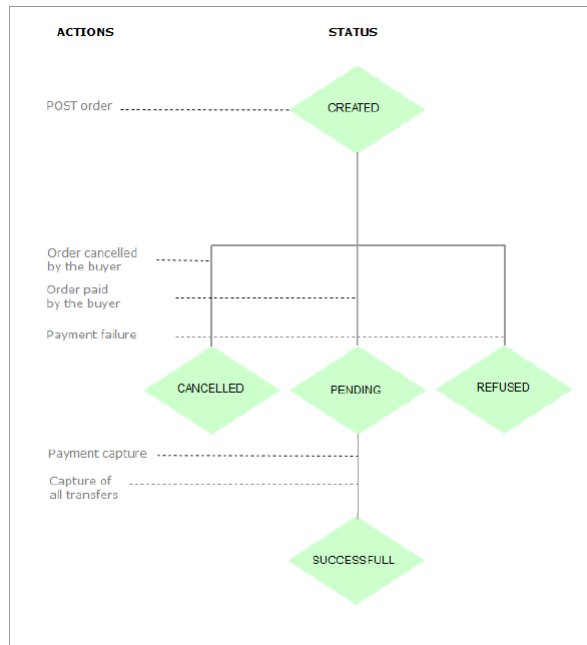 ACTIONS STATUS
POST order
CREATED
Order cancelled
by the buyer
Order paid
by the buyer
Payment failure
CANCELLED PENDING REFUSED
Payment capture
Capture of
all transfers
SUCCESSFULL